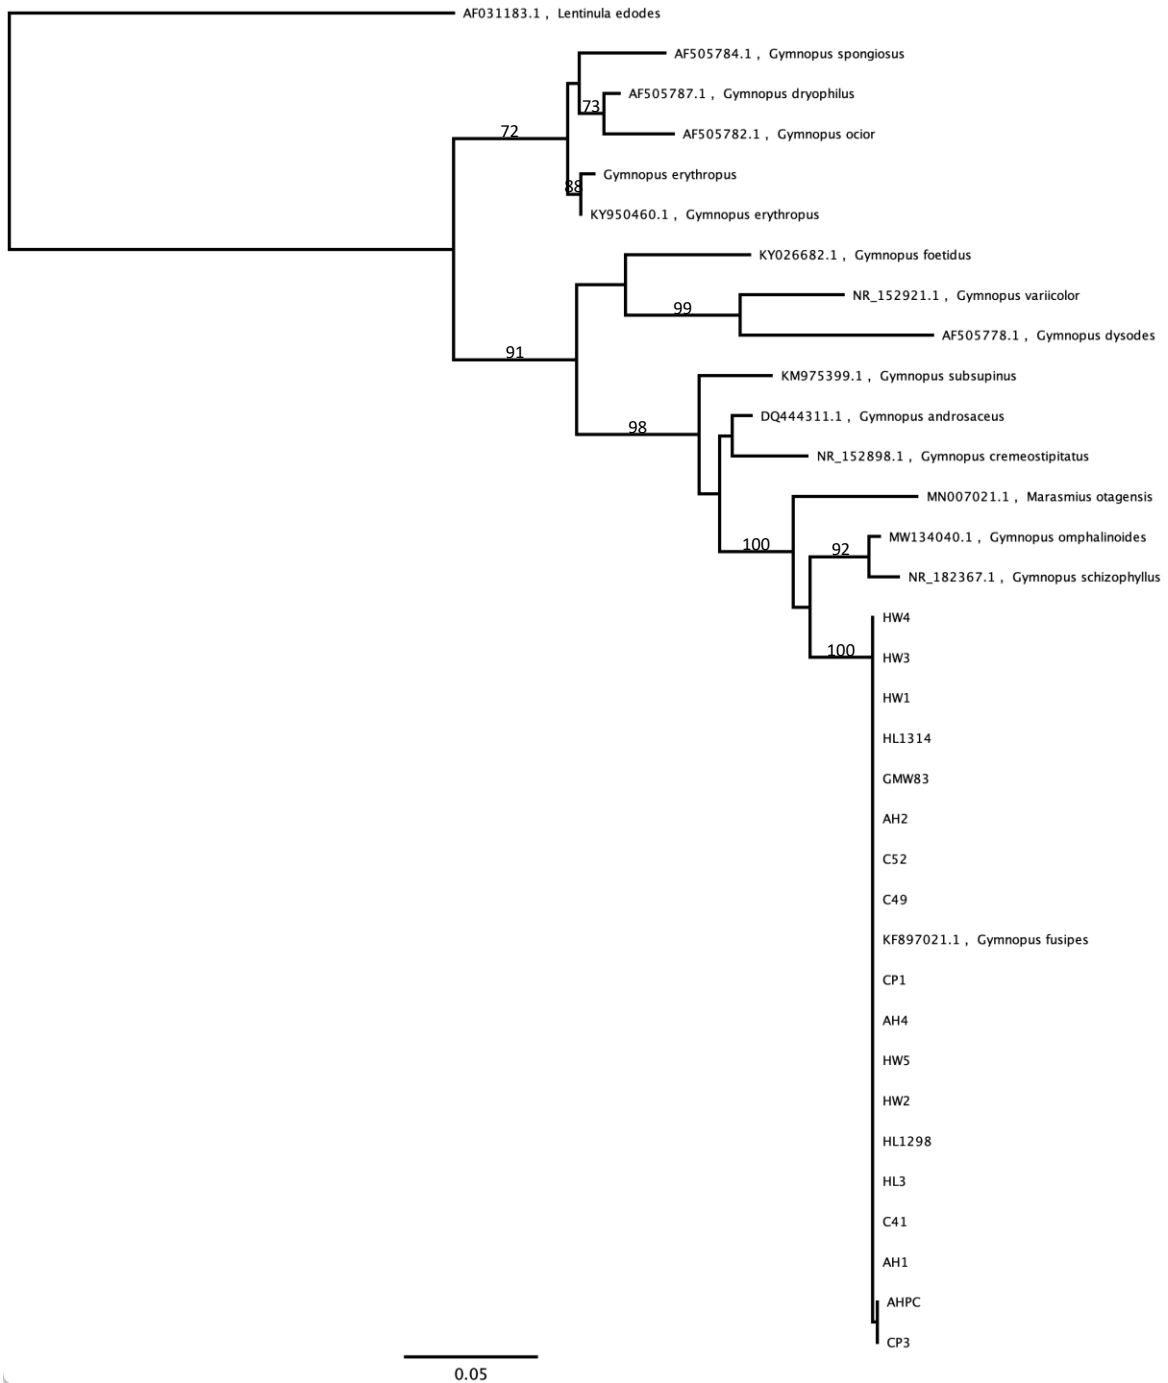 AF031183.1 , Lentinula edodes
AF505784.1 , Gymnopus spongiosus
AF505787.1 , Gymnopus dryophilus
73
72
AF505782.1 , Gymnopus ocior
Gymnopus erythropus
88
KY950460.1 , Gymnopus erythropus
KY026682.1 , Gymnopus foetidus
NR_152921.1 , Gymnopus variicolor
99
AF505778.1 , Gymnopus dysodes
91
KM975399.1 , Gymnopus subsupinus
DQ444311.1 , Gymnopus androsaceus
98
NR_152898.1 , Gymnopus cremeostipitatus
MN007021.1 , Marasmius otagensis
MW134040.1 , Gymnopus omphalinoides
100
92
NR_182367.1 , Gymnopus schizophyllus
HW4
100
HW3
HW1
HL1314
GMW83
AH2
C52
C49
KF897021.1 , Gymnopus fusipes
CP1
AH4
HW5
HW2
HL1298
HL3
C41
AH1
AHPC
CP3
0.05